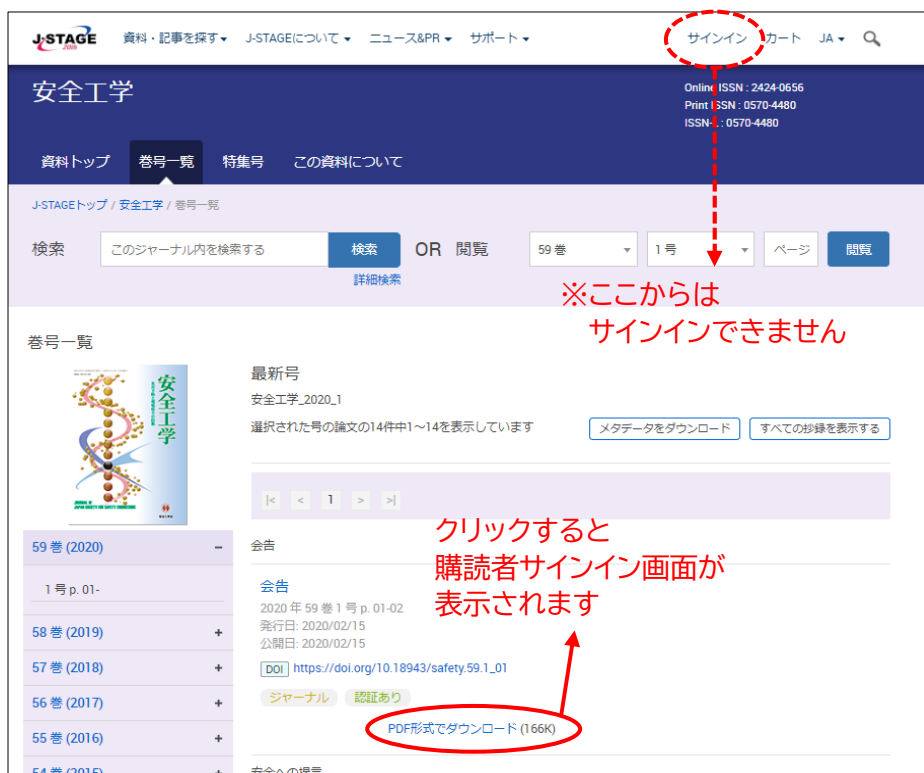 J-STAGE
20th
資料・記事を探す▾ J-STAGEについて▾ ニュース&PR▾ サポート▾ サインイン カート JA▾
安全工学
Online ISSN : 2424-0656
Print ISSN : 0570-4480
ISSN-L : 0570-4480
資料トップ 巻号一覧 特集号 この資料について
J-STAGEトップ / 安全工学 / 巻号一覧
検索 このジャーナル内を検索する 検索 OR 閲覧 59 巻 1 号 ページ 閲覧
詳細検索
※ここからは
サインインできません
巻号一覧
安全工学
最新号
安全工学_2020_1
選択された号の論文の14件中1～14を表示しています メタデータをダウンロード すべての抄録を表示する
|< < 1 > >|
クリックすると
購読者サインイン画面が
表示されます
59 巻 (2020) −
1 号 p. 01-
58 巻 (2019) +
57 巻 (2018) +
56 巻 (2017) +
55 巻 (2016) +
54 巻 (2015) +
会告
会告
2020 年 59 巻 1 号 p. 01-02
発行日: 2020/02/15
公開日: 2020/02/15
DOI https://doi.org/10.18943/safety.59.1_01
ジャーナル 認証あり
PDF形式でダウンロード (166K)
安全への提言